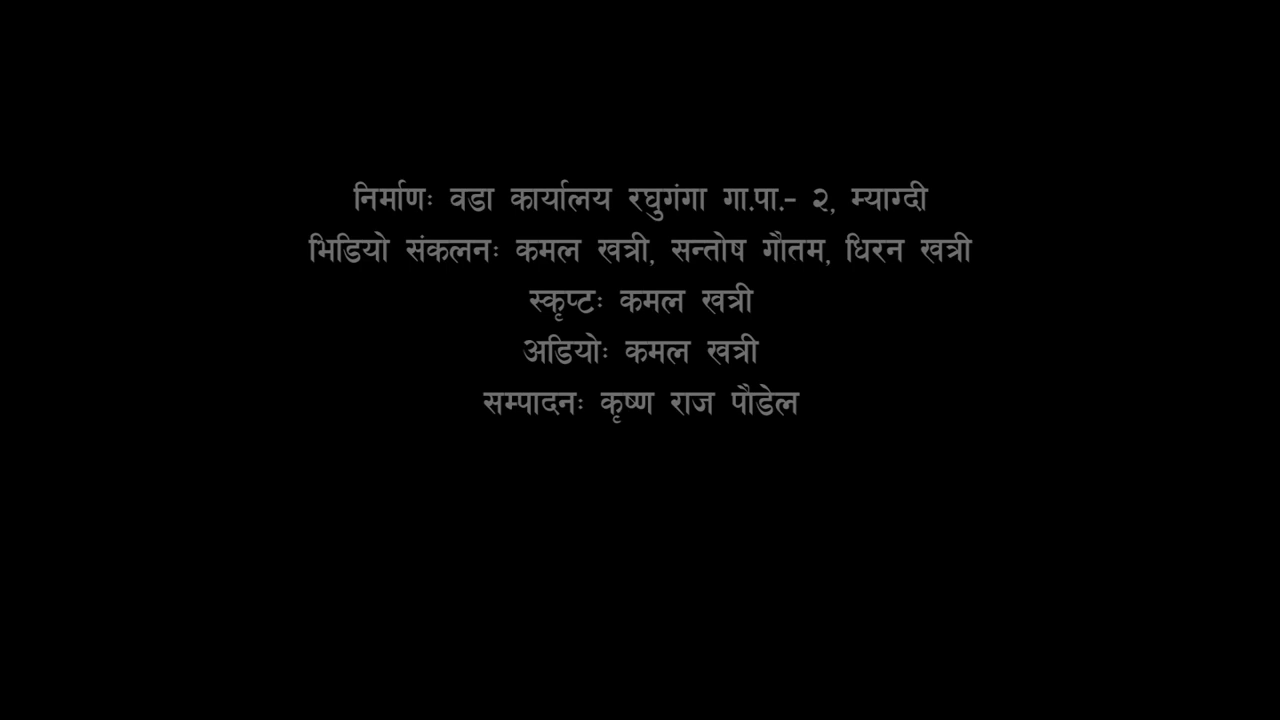 निर्माणः वडा कार्यालय रघुगंगा गा.पा.- २, म्याग्दी
भिडियो संकलनः कमल खत्री, सन्तोष गौतम, धिरन खत्री
स्कृप्टः कमल खत्री
अडियोः कमल खत्री
सम्पादनः कृष्ण राज पौडेल